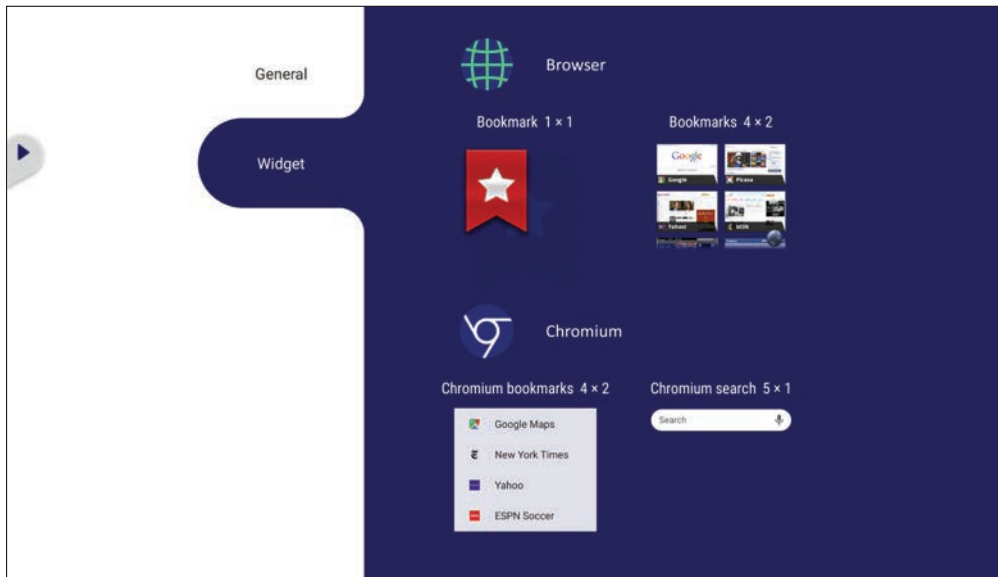 General
Widget
Browser
Bookmark 1 × 1
Bookmarks 4 × 2
Google
Google
Picasa
Yahoo!
MSN
Chromium
Chromium bookmarks 4 × 2
Google Maps
New York Times
Yahoo
ESPN Soccer
Chromium search 5 × 1
Search